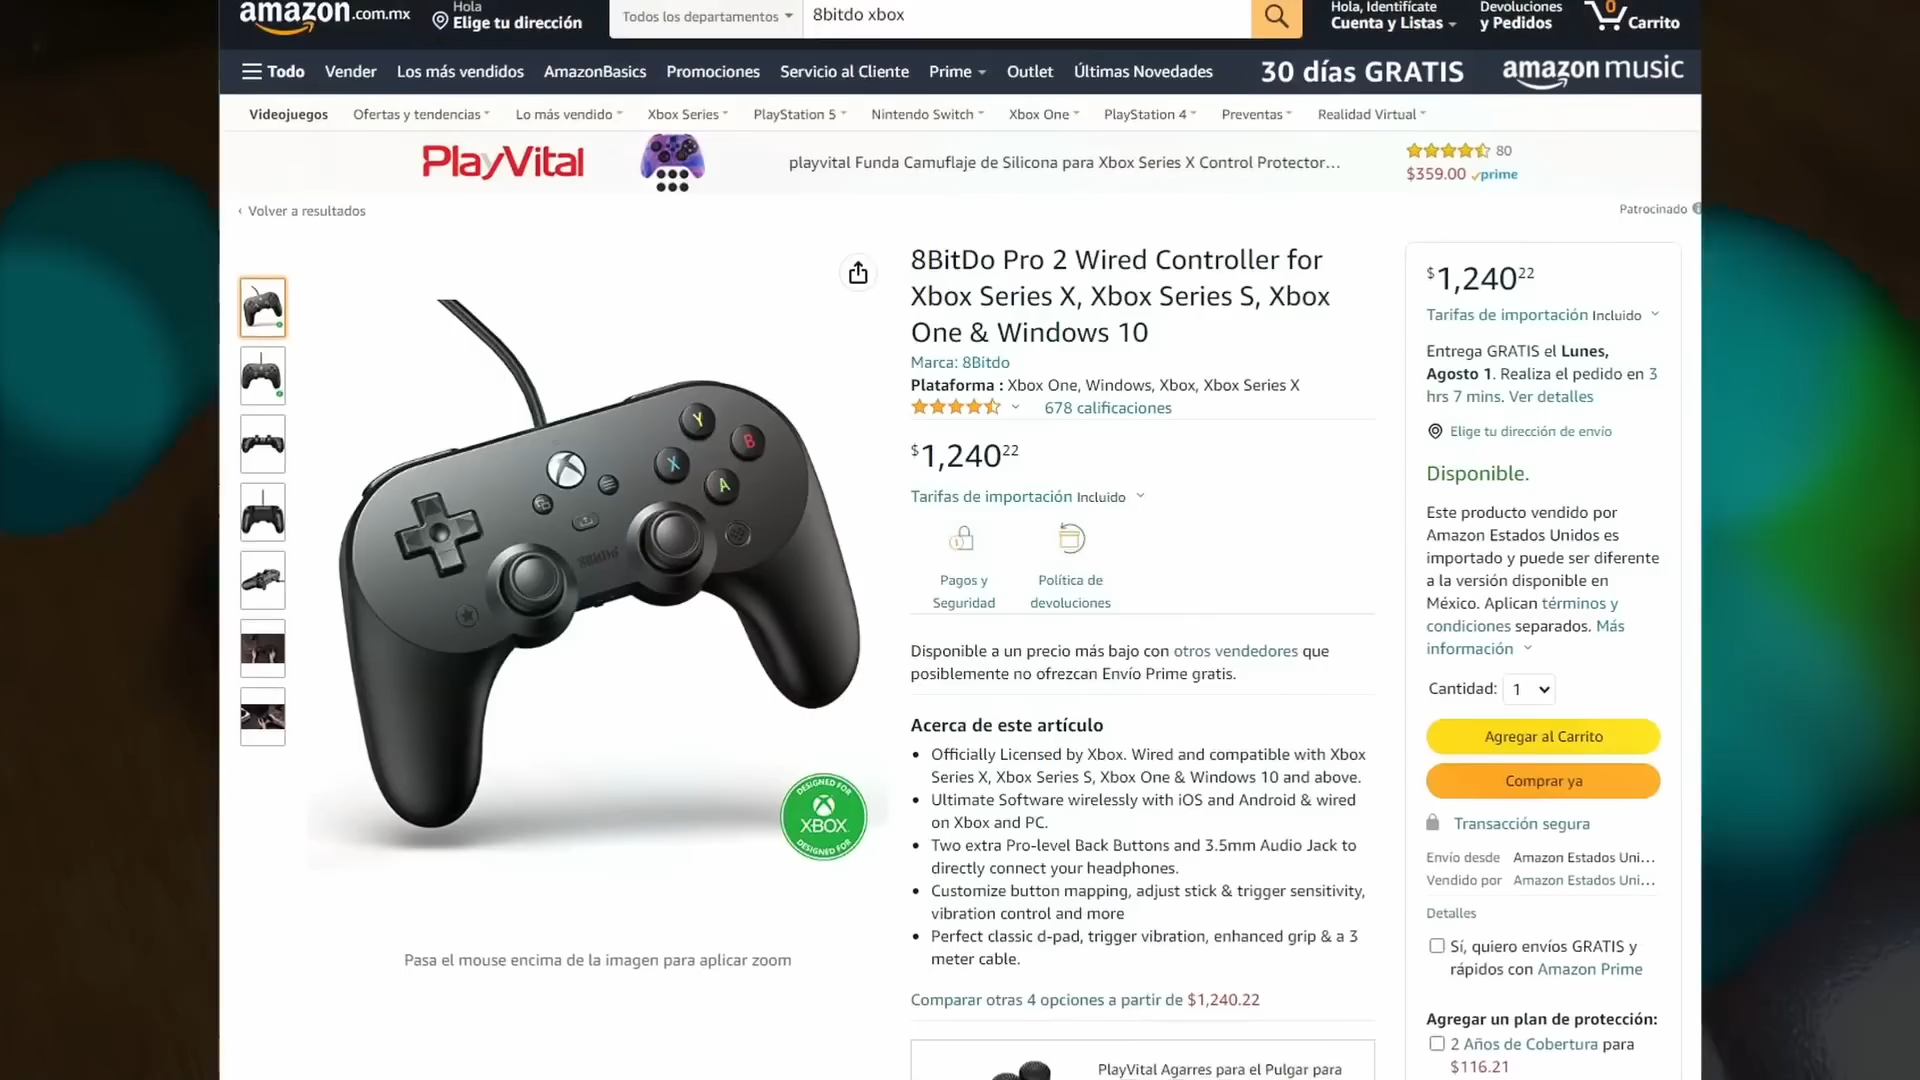 amazon.com.mx
Hola
Elige tu dirección
Todos los departamentos
8bitdo xbox
Hola, Identifícate
Cuenta y Listas
Devoluciones
y Pedidos
0
Carrito
Todo
Vender
Los más vendidos
AmazonBasics
Promociones
Servicio al Cliente
Prime
Outlet
Últimas Novedades
30 días GRATIS
amazon music
Videojuegos
Ofertas y tendencias
Lo más vendido
Xbox Series
PlayStation 5
Nintendo Switch
Xbox One
PlayStation 4
Preventas
Realidad Virtual
PlayVital
playvital Funda Camuflaje de Silicona para Xbox Series X Control Protector…
80
$359.00 prime
‹ Volver a resultados
Patrocinado
8BitDo Pro 2 Wired Controller for
Xbox Series X, Xbox Series S, Xbox
One & Windows 10
Marca: 8Bitdo
Plataforma : Xbox One, Windows, Xbox, Xbox Series X
678 calificaciones
$1,240.22
Tarifas de importación Incluido
Pagos y
Seguridad
Política de
devoluciones
Disponible a un precio más bajo con otros vendedores que
posiblemente no ofrezcan Envío Prime gratis.
Acerca de este artículo
• Officially Licensed by Xbox. Wired and compatible with Xbox
Series X, Xbox Series S, Xbox One & Windows 10 and above.
• Ultimate Software wirelessly with iOS and Android & wired
on Xbox and PC.
• Two extra Pro-level Back Buttons and 3.5mm Audio Jack to
directly connect your headphones.
• Customize button mapping, adjust stick & trigger sensitivity,
vibration control and more
• Perfect classic d-pad, trigger vibration, enhanced grip & a 3
meter cable.
Comparar otras 4 opciones a partir de $1,240.22
PlayVital Agarres para el Pulgar para
Y
B
X
A
8BitDo
DESIGNED FOR
XBOX
DESIGNED FOR
Pasa el mouse encima de la imagen para aplicar zoom
$1,240 22
Tarifas de importación Incluido
Entrega GRATIS el Lunes,
Agosto 1. Realiza el pedido en 3
hrs 7 mins. Ver detalles
Elige tu dirección de envío
Disponible.
Este producto vendido por
Amazon Estados Unidos es
importado y puede ser diferente
a la versión disponible en
México. Aplican términos y
condiciones separados. Más
información
Cantidad: 1
Agregar al Carrito
Comprar ya
Transacción segura
Envío desde Amazon Estados Uni…
Vendido por Amazon Estados Uni…
Detalles
Sí, quiero envíos GRATIS y
rápidos con Amazon Prime
Agregar un plan de protección:
2 Años de Cobertura para
$116.21